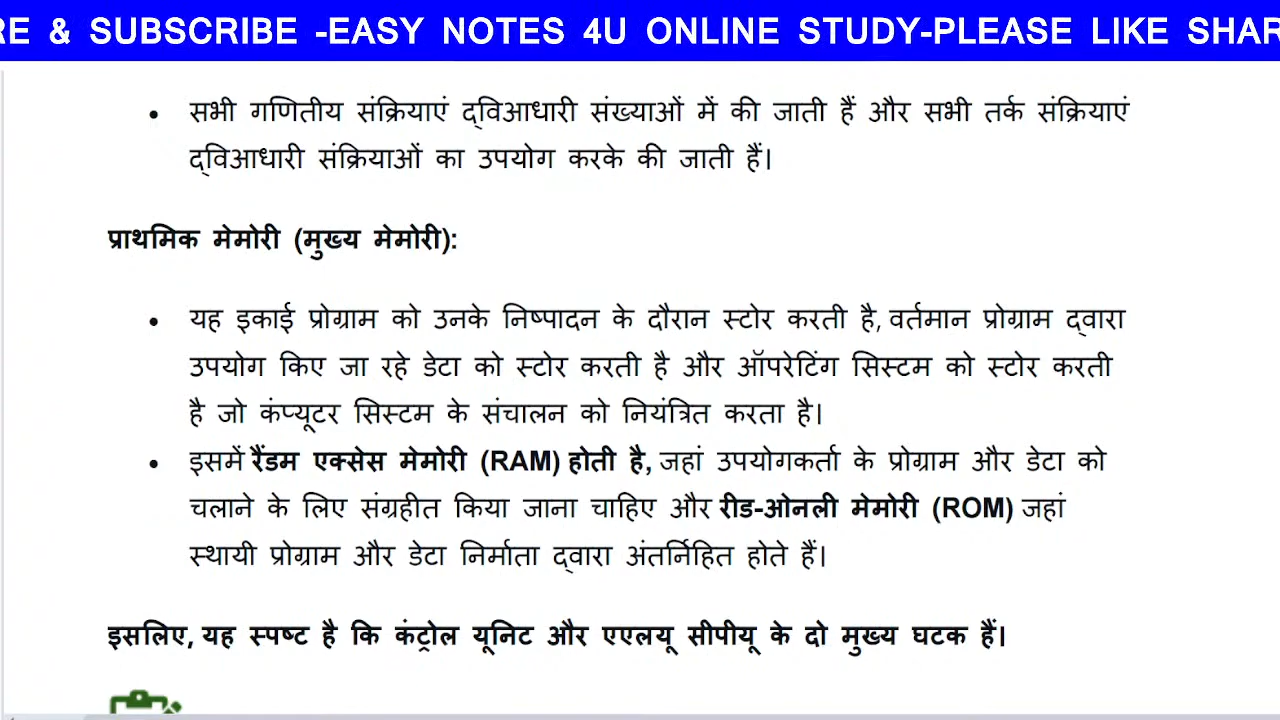 RE & SUBSCRIBE -EASY NOTES 4U ONLINE STUDY-PLEASE LIKE SHAR
• सभी गणितीय संक्रियाएं द्विआधारी संख्याओं में की जाती हैं और सभी तर्क संक्रियाएं
द्विआधारी संक्रियाओं का उपयोग करके की जाती हैं।
प्राथमिक मेमोरी (मुख्य मेमोरी):
• यह इकाई प्रोग्राम को उनके निष्पादन के दौरान स्टोर करती है, वर्तमान प्रोग्राम द्वारा
उपयोग किए जा रहे डेटा को स्टोर करती है और ऑपरेटिंग सिस्टम को स्टोर करती
है जो कंप्यूटर सिस्टम के संचालन को नियंत्रित करता है।
• इसमें रैंडम एक्सेस मेमोरी (RAM) होती है, जहां उपयोगकर्ता के प्रोग्राम और डेटा को
चलाने के लिए संग्रहीत किया जाना चाहिए और रीड-ओनली मेमोरी (ROM) जहां
स्थायी प्रोग्राम और डेटा निर्माता द्वारा अंतर्निहित होते हैं।
इसलिए, यह स्पष्ट है कि कंट्रोल यूनिट और एएलयू सीपीयू के दो मुख्य घटक हैं।